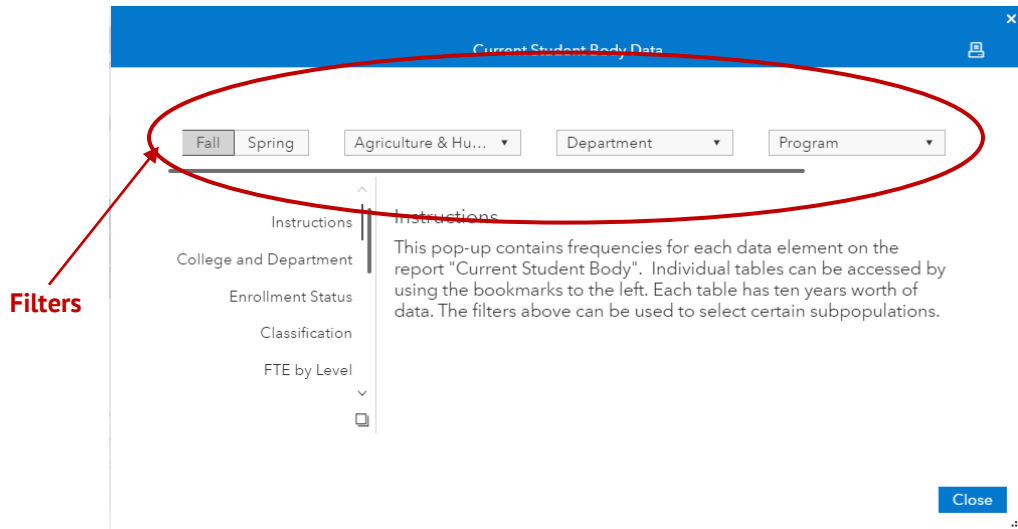 Current Student Body Data
Fall Spring Agriculture & Hu... Department Program
Instructions
College and Department
Enrollment Status
Classification
FTE by Level
Instructions
This pop-up contains frequencies for each data element on the
report "Current Student Body". Individual tables can be accessed by
using the bookmarks to the left. Each table has ten years worth of
data. The filters above can be used to select certain subpopulations.
Filters
Close